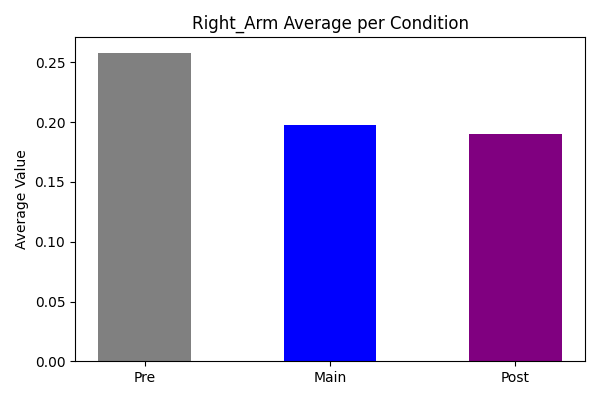 Right_Arm Average per Condition
Average Value
0.25
0.20
0.15
0.10
0.05
0.00
Pre
Main
Post